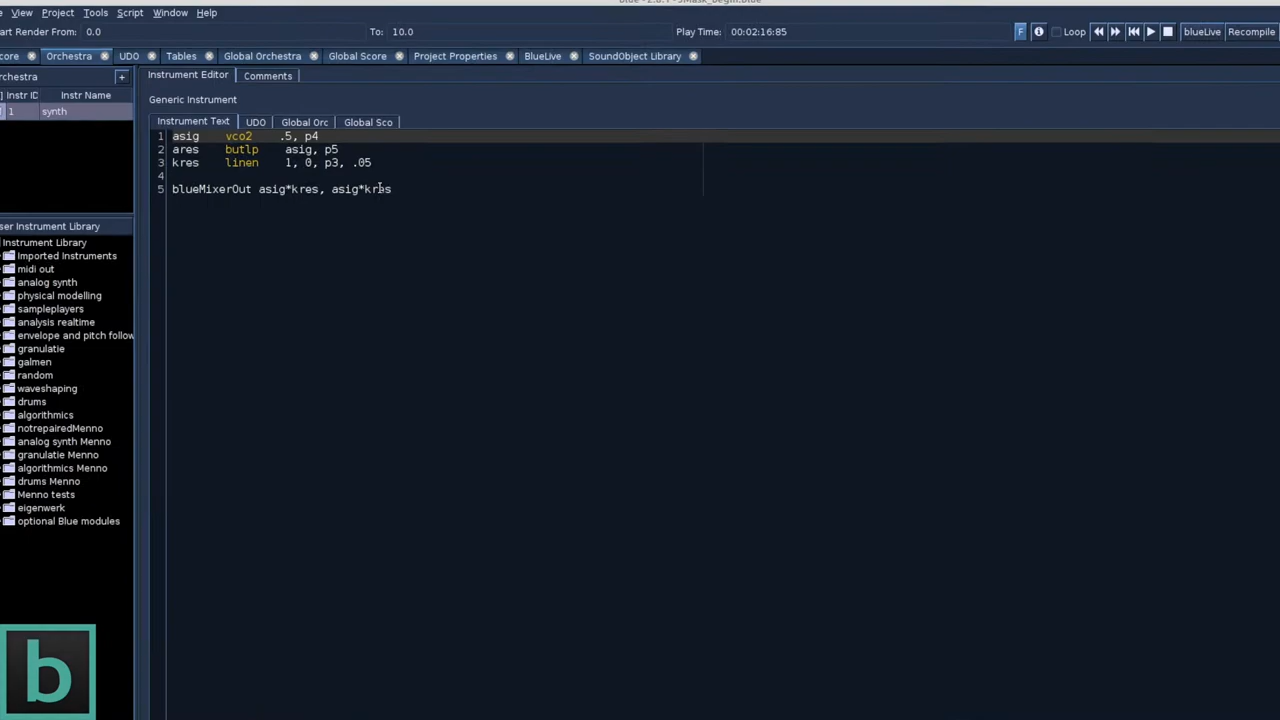 View Project Tools Script Window Help
art Render From: 0.0 To: 10.0 Play Time: 00:02:16:85 F Loop blueLive Recompile
core Orchestra UDO Tables Global Orchestra Global Score Project Properties BlueLive SoundObject Library
rchestra + Instrument Editor Comments
] Instr ID Instr Name
1 synth
Generic Instrument
Instrument Text UDO Global Orc Global Sco
1 asig vco2 .5, p4
2 ares butlp asig, p5
3 kres linen 1, 0, p3, .05
4
5 blueMixerOut asig*kres, asig*kres
ser Instrument Library
Instrument Library
Imported Instruments
midi out
analog synth
physical modelling
sampleplayers
analysis realtime
envelope and pitch follow
granulatie
galmen
random
waveshaping
drums
algorithmics
notrepairedMenno
analog synth Menno
granulatie Menno
algorithmics Menno
drums Menno
Menno tests
eigenwerk
optional Blue modules
b